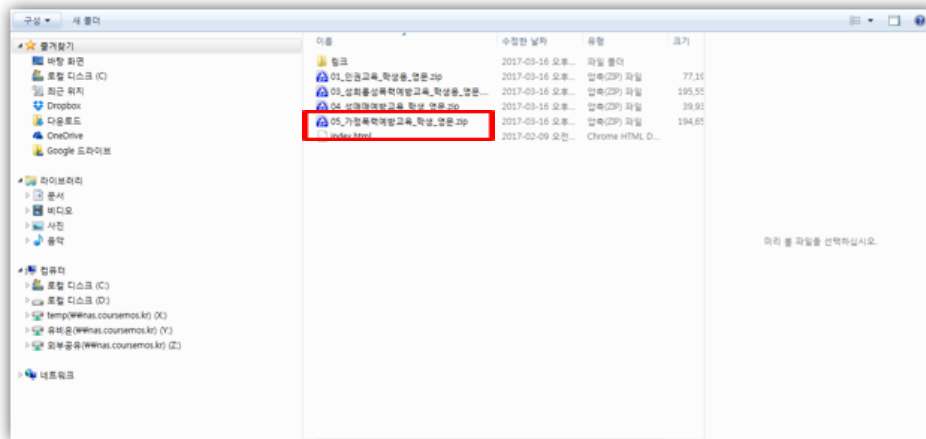 구성 ▼ 새 폴더
즐겨찾기
바탕 화면
로컬 디스크 (C)
최근 위치
Dropbox
다운로드
OneDrive
Google 드라이브
라이브러리
문서
비디오
사진
음악
컴퓨터
로컬 디스크 (C:)
로컬 디스크 (D:)
temp(₩₩nas.coursemos.kr) (X:)
유비온(₩₩nas.coursemos.kr) (Y:)
외부공유(₩₩nas.coursemos.kr) (Z:)
네트워크
이름 수정한 날짜 유형 크기
링크 2017-03-16 오후... 파일 폴더
01_인권교육_학생용_영문.zip 2017-03-16 오후... 압축(ZIP) 파일 77,19
03_성희롱성폭력예방교육_학생용_영문... 2017-03-16 오후... 압축(ZIP) 파일 195,55
04_성매매예방교육_학생_영문.zip 2017-03-16 오후... 압축(ZIP) 파일 39,93
05_가정폭력예방교육_학생_영문.zip 2017-03-16 오후... 압축(ZIP) 파일 194,65
index.html 2017-02-09 오전... Chrome HTML D...
미리 볼 파일을 선택하십시오.